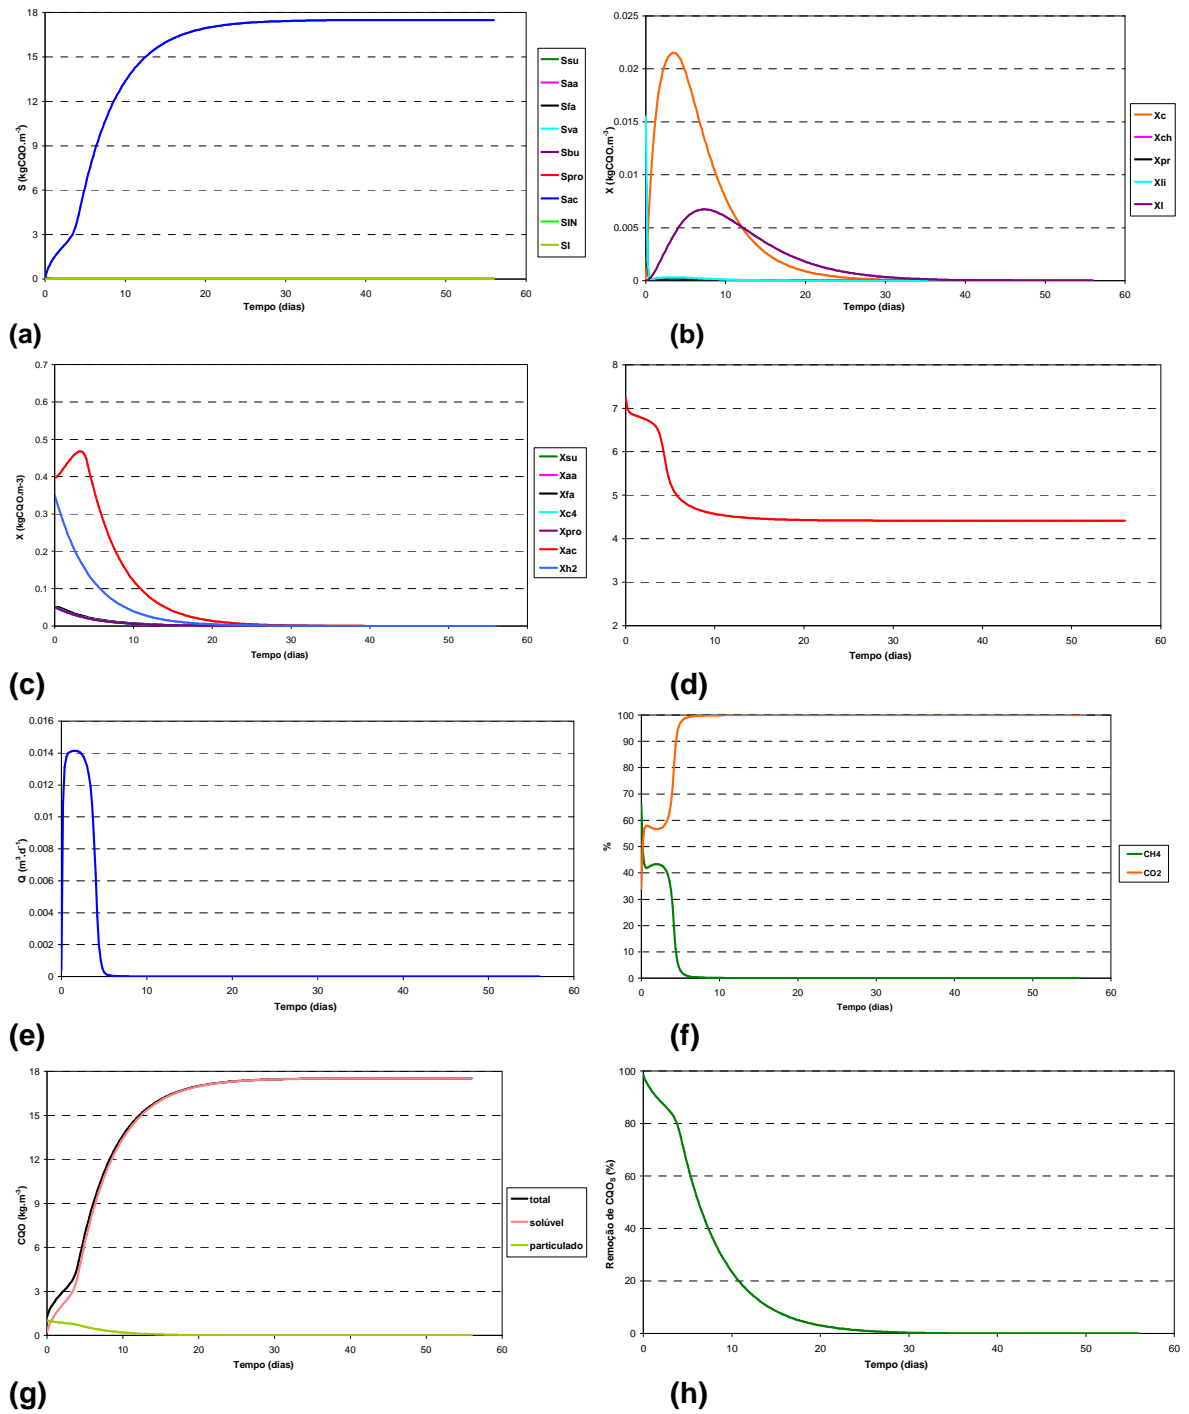 18
15
12
9
6
3
0
S (kgCQO.m⁻³)
0 10 20 30 40 50 60
Tempo (dias)
Ssu
Saa
Sfa
Sva
Sbu
Spro
Sac
SIN
SI
(a)
0.025
0.02
0.015
0.01
0.005
0
X (kgCQO.m⁻³)
0 10 20 30 40 50 60
Tempo (dias)
Xc
Xch
Xpr
Xli
XI
(b)
0.7
0.6
0.5
0.4
0.3
0.2
0.1
0
X (kgCQO.m-3)
0 10 20 30 40 50 60
Tempo (dias)
Xsu
Xaa
Xfa
Xc4
Xpro
Xac
Xh2
(c)
8
7
6
5
4
3
2
0 10 20 30 40 50 60
Tempo (dias)
(d)
0.016
0.014
0.012
0.01
0.008
0.006
0.004
0.002
0
Q (m³.d⁻¹)
0 10 20 30 40 50 60
Tempo (dias)
(e)
100
90
80
70
60
50
40
30
20
10
0
%
0 10 20 30 40 50 60
Tempo (dias)
CH4
CO2
(f)
18
15
12
9
6
3
0
CQO (kg.m⁻³)
0 10 20 30 40 50 60
Tempo (dias)
total
solúvel
particulado
(g)
100
80
60
40
20
0
Remoção de CQOs (%)
0 10 20 30 40 50 60
Tempo (dias)
(h)